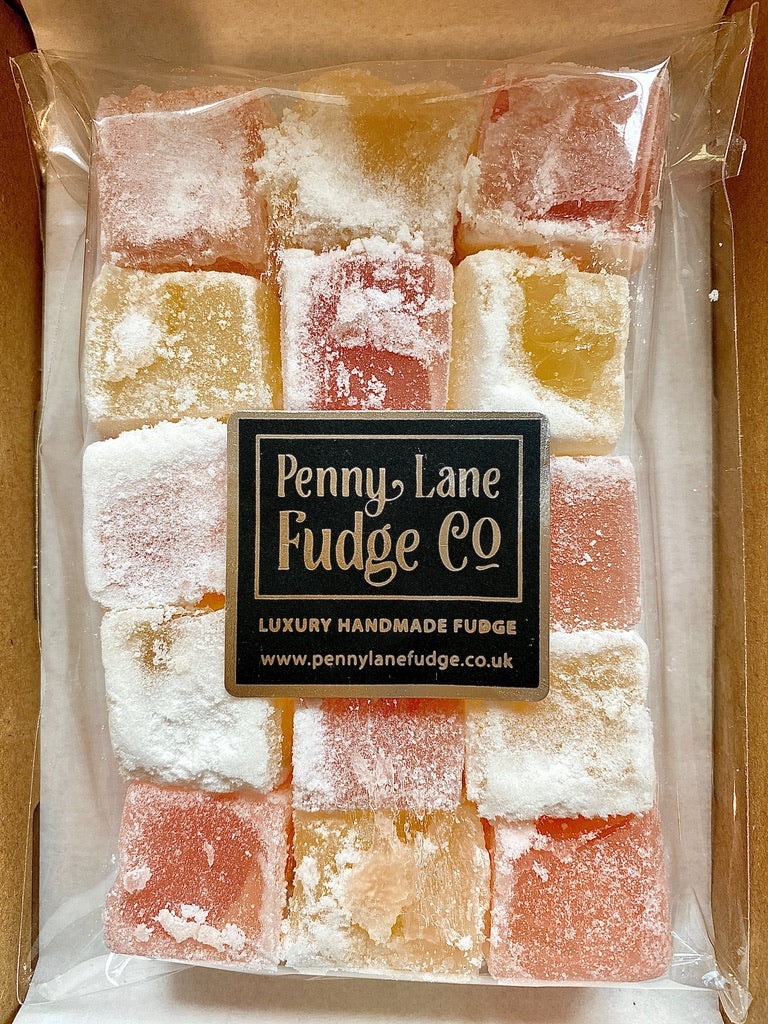 Penny Lane
Fudge Co
LUXURY HANDMADE FUDGE
www.pennylanefudge.co.uk